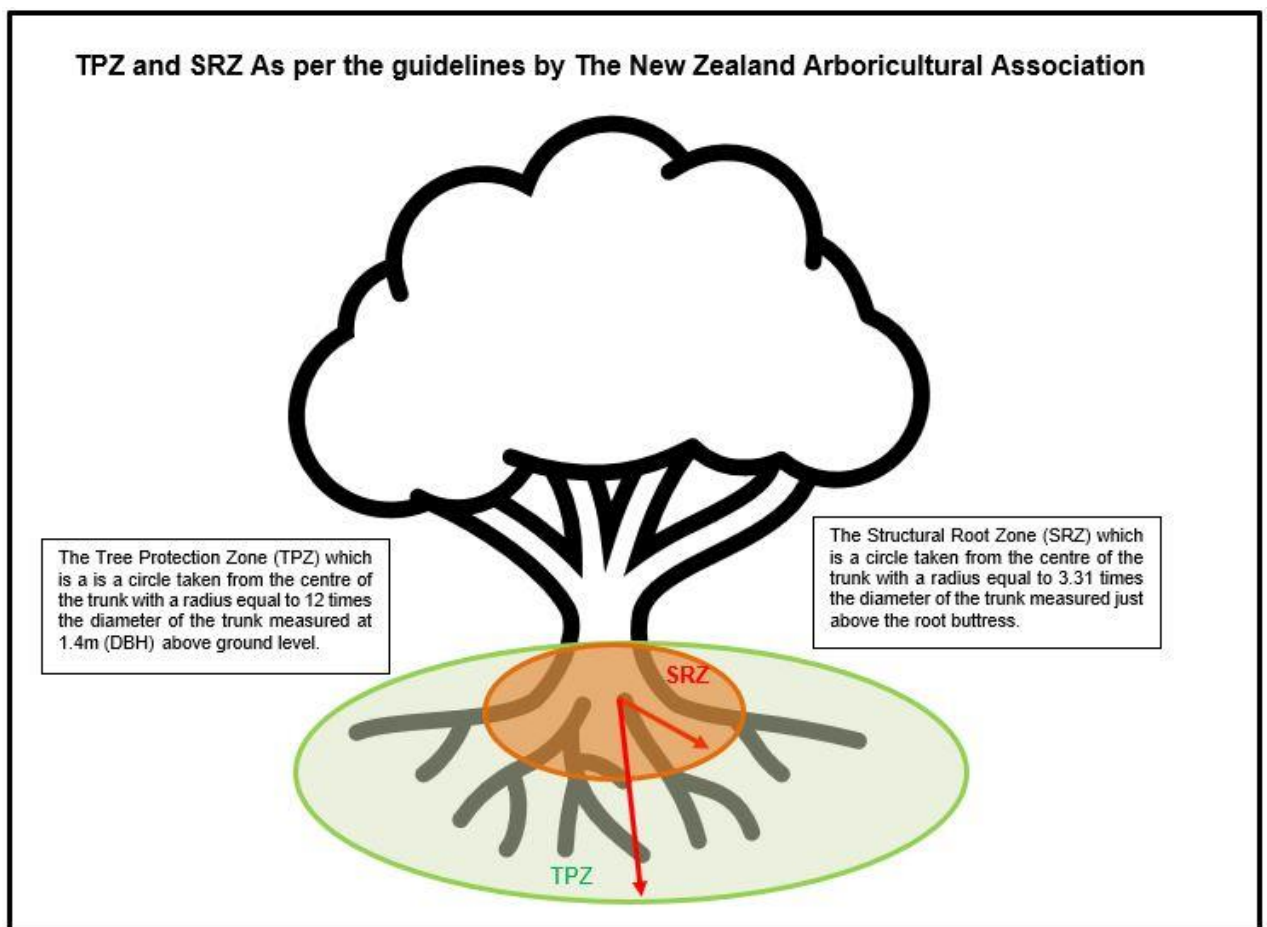 TPZ and SRZ As per the guidelines by The New Zealand Arboricultural Association
The Tree Protection Zone (TPZ) which
is a is a circle taken from the centre of
the trunk with a radius equal to 12 times
the diameter of the trunk measured at
1.4m (DBH) above ground level.
The Structural Root Zone (SRZ) which
is a circle taken from the centre of the
trunk with a radius equal to 3.31 times
the diameter of the trunk measured just
above the root buttress.
SRZ
TPZ